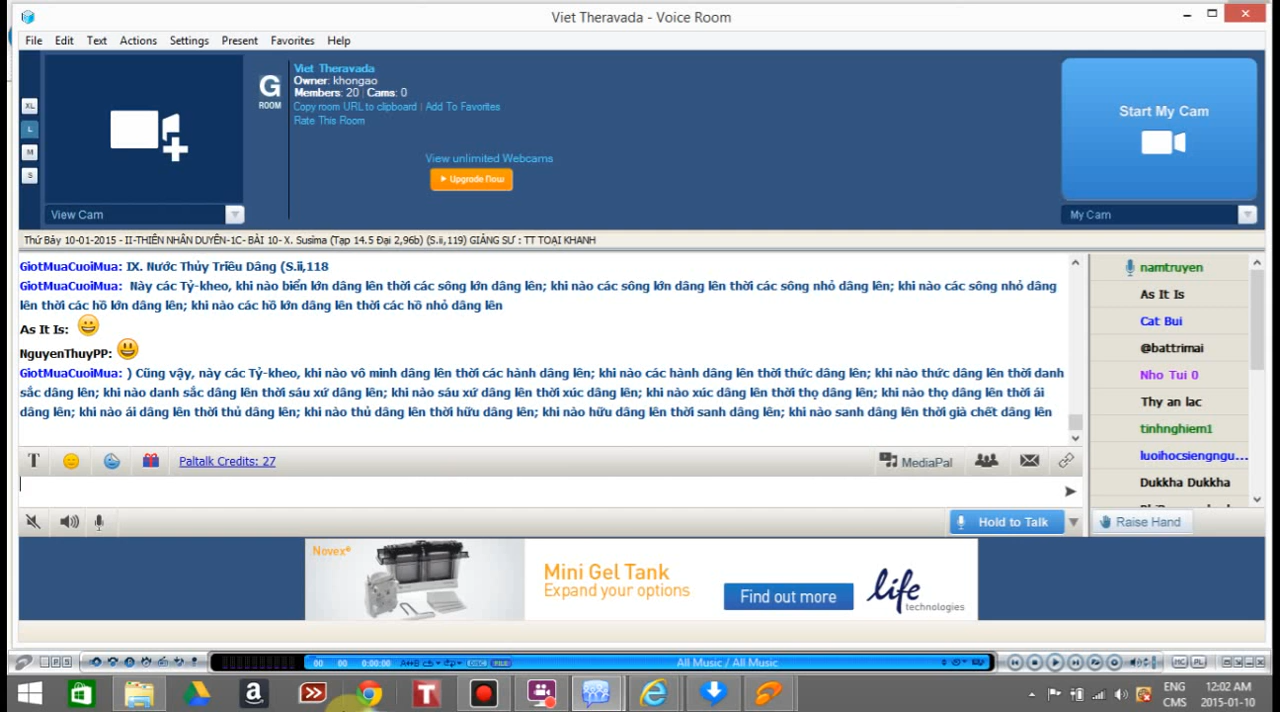 Viet Theravada - Voice Room
File Edit Text Actions Settings Present Favorites Help
G ROOM
Viet Theravada
Owner: khongao
Members: 20 | Cams: 0
Copy room URL to clipboard | Add To Favorites
Rate This Room
XL
L
M
S
View unlimited Webcams
Upgrade Now
Start My Cam
View Cam
My Cam
Thứ Bảy 10-01-2015 - II-THIÊN NHÂN DUYÊN-1C- BÀI 10- X. Susima (Tạp 14.5 Đại 2,96b) (S.ii,119) GIẢNG SƯ : TT TOẠI KHANH
GiotMuaCuoiMua: IX. Nước Thủy Triều Dâng (S.ii,118
GiotMuaCuoiMua: Này các Tỷ-kheo, khi nào biển lớn dâng lên thời các sông lớn dâng lên; khi nào các sông lớn dâng lên thời các sông nhỏ dâng lên; khi nào các sông nhỏ dâng
lên thời các hồ lớn dâng lên; khi nào các hồ lớn dâng lên thời các hồ nhỏ dâng lên
As It Is:
NguyenThuyPP:
GiotMuaCuoiMua: ) Cũng vậy, này các Tỷ-kheo, khi nào vô minh dâng lên thời các hành dâng lên; khi nào các hành dâng lên thời thức dâng lên; khi nào thức dâng lên thời danh
sắc dâng lên; khi nào danh sắc dâng lên thời sáu xứ dâng lên; khi nào sáu xứ dâng lên thời xúc dâng lên; khi nào xúc dâng lên thời thọ dâng lên; khi nào thọ dâng lên thời ái
dâng lên; khi nào ái dâng lên thời thủ dâng lên; khi nào thủ dâng lên thời hữu dâng lên; khi nào hữu dâng lên thời sanh dâng lên; khi nào sanh dâng lên thời già chết dâng lên
namtruyen
As It Is
Cat Bui
@battrimai
Nho Tui 0
Thy an lac
tinhnghiem1
luoihocsiengngu...
Dukkha Dukkha
T
Paltalk Credits: 27
MediaPal
Hold to Talk
Raise Hand
Novex®
Mini Gel Tank
Expand your options
Find out more
life technologies
00 00 0:00:00 A↔B
All Music / All Music
ENG 12:02 AM
CMS 2015-01-10